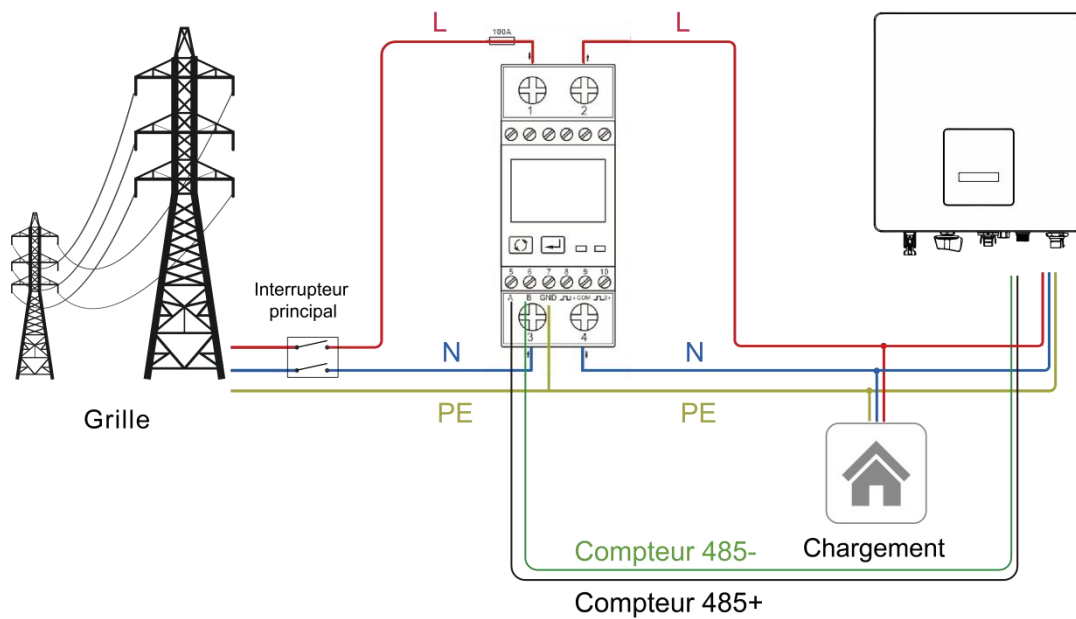 L
L
100A
1
2
5 6 7 8 9 10
A B GND COM
3
4
Interrupteur
principal
N
N
PE
PE
Grille
Compteur 485-
Chargement
Compteur 485+